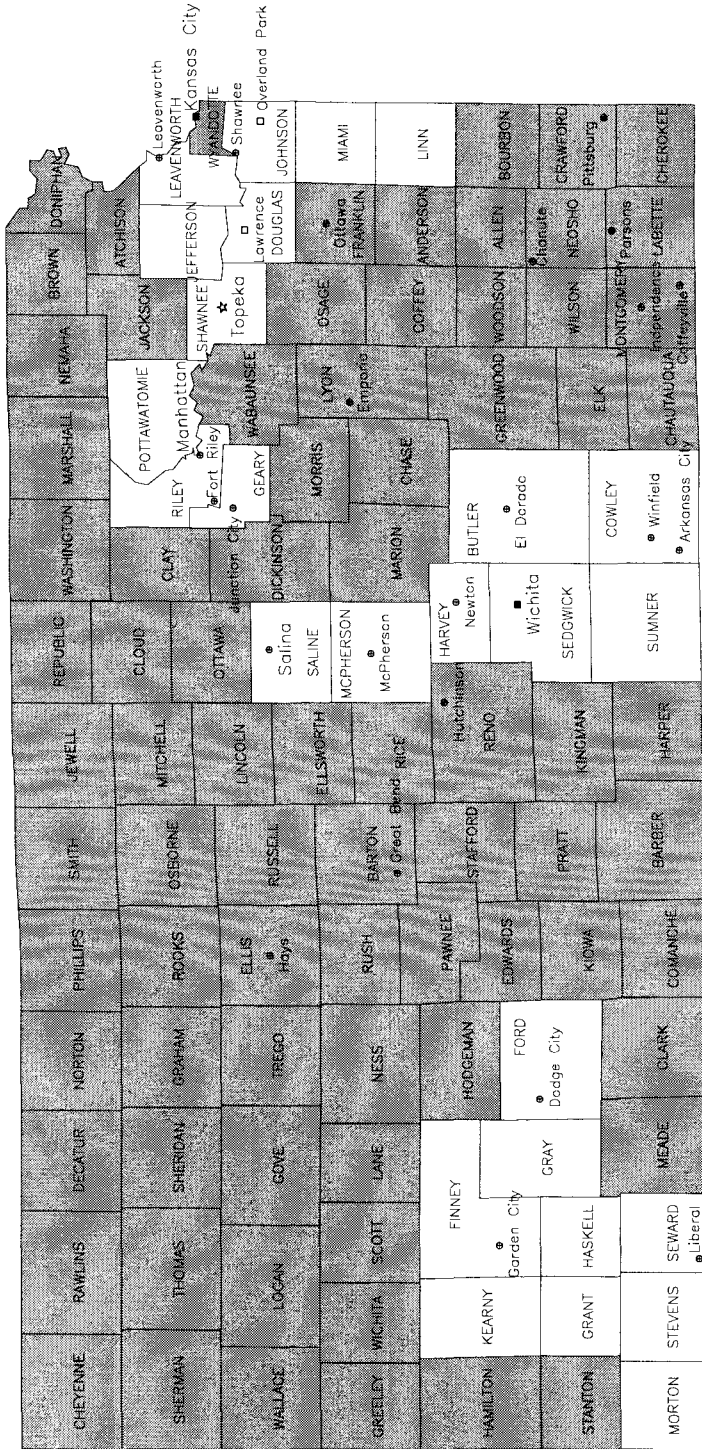 CHEYENNE
RAWLINS
DECATUR
NORTON
PHILLIPS
SMITH
JEWELL
REPUBLIC
WASHINGTON
MARSHALL
NEMAHA
BROWN
DONIPHAN
SHERMAN
THOMAS
SHERIDAN
GRAHAM
ROOKS
OSBORNE
MITCHELL
CLOUD
CLAY
RILEY
POTTAWATOMIE
Manhattan
Fort Riley
JACKSON
ATCHISON
JEFFERSON
LEAVENWORTH
Leavenworth
Kansas City
WYANDOTTE
Shawnee
Overland Park
WALLACE
LOGAN
GOVE
TREGO
ELLIS
Hays
RUSSELL
LINCOLN
OTTAWA
Salina
SALINE
DICKINSON
Junction City
GEARY
WABAUNSEE
SHAWNEE
Topeka
Lawrence
DOUGLAS
JOHNSON
GREELEY
WICHITA
SCOTT
LANE
NESS
RUSH
BARTON
Great Bend
ELLSWORTH
RICE
MCPHERSON
McPherson
MARION
MORRIS
CHASE
LYON
Emporia
OSAGE
COFFEY
Ottawa
FRANKLIN
ANDERSON
MIAMI
LINN
HAMILTON
KEARNY
FINNEY
Garden City
GRAY
HODGEMAN
FORD
Dodge City
PAWNEE
EDWARDS
STAFFORD
PRATT
KIOWA
Hutchinson
RENO
KINGMAN
HARVEY
Newton
Wichita
SEDGWICK
BUTLER
El Dorado
GREENWOOD
WOODSON
ALLEN
BOURBON
WILSON
NEOSHO
Chanute
CRAWFORD
Pittsburg
STANTON
GRANT
HASKELL
MORTON
STEVENS
SEWARD
Liberal
MEADE
CLARK
COMANCHE
BARBER
HARPER
SUMNER
COWLEY
Winfield
Arkansas City
ELK
CHAUTAUQUA
MONTGOMERY
Independence
Coffeyville
Parsons
LABETTE
CHEROKEE